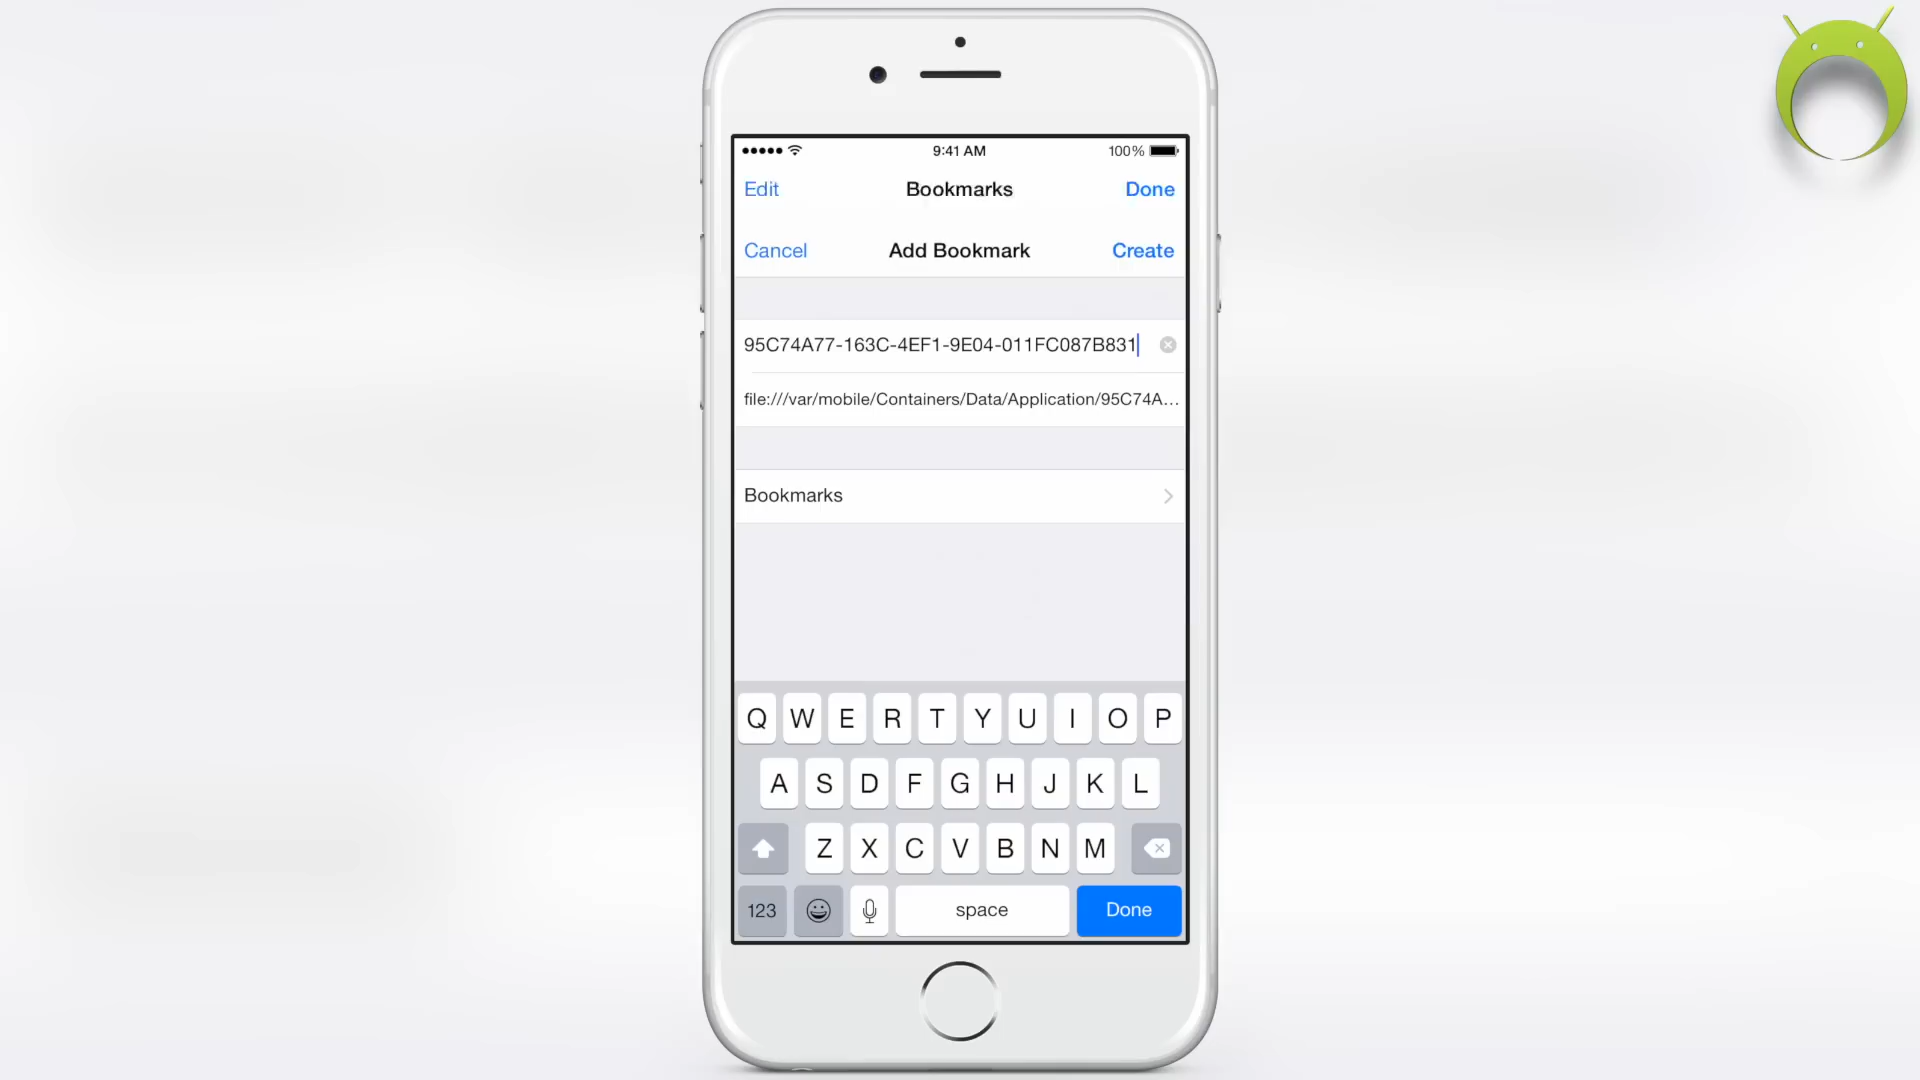 9:41 AM
100%
Edit
Bookmarks
Done
Cancel
Add Bookmark
Create
95C74A77-163C-4EF1-9E04-011FC087B831
file:///var/mobile/Containers/Data/Application/95C74A...
Bookmarks
Q W E R T Y U I O P
A S D F G H J K L
Z X C V B N M
123
space
Done